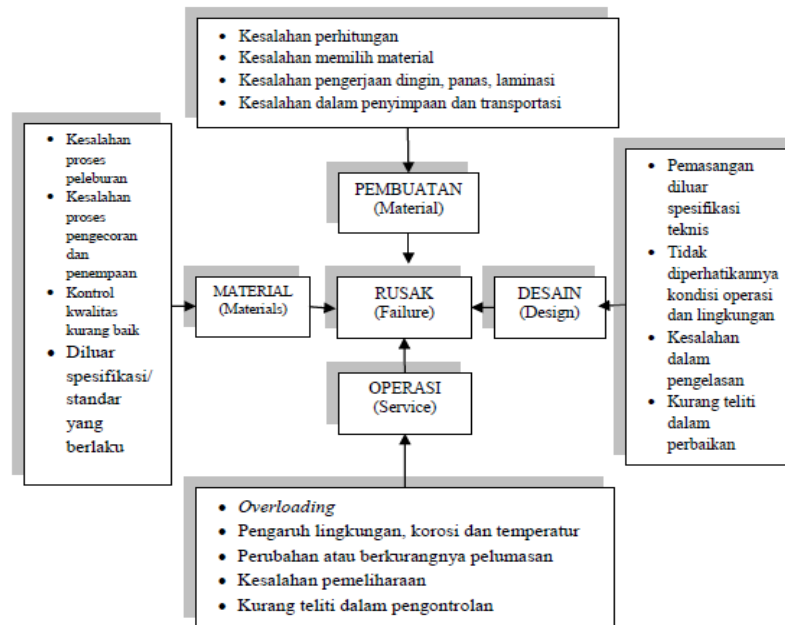 • Kesalahan perhitungan
• Kesalahan memilih material
• Kesalahan pengerjaan dingin, panas, laminasi
• Kesalahan dalam penyimpaan dan transportasi
• Kesalahan
proses
peleburan
• Kesalahan
proses
pengecoran
dan
penempaan
• Kontrol
kwalitas
kurang baik
• Diluar
spesifikasi/
standar
yang
berlaku
PEMBUATAN
(Material)
MATERIAL
(Materials)
RUSAK
(Failure)
DESAIN
(Design)
OPERASI
(Service)
• Pemasangan
diluar
spesifikasi
teknis
• Tidak
diperhatikannya
kondisi operasi
dan lingkungan
• Kesalahan
dalam
pengelasan
• Kurang teliti
dalam
perbaikan
• Overloading
• Pengaruh lingkungan, korosi dan temperatur
• Perubahan atau berkurangnya pelumasan
• Kesalahan pemeliharaan
• Kurang teliti dalam pengontrolan